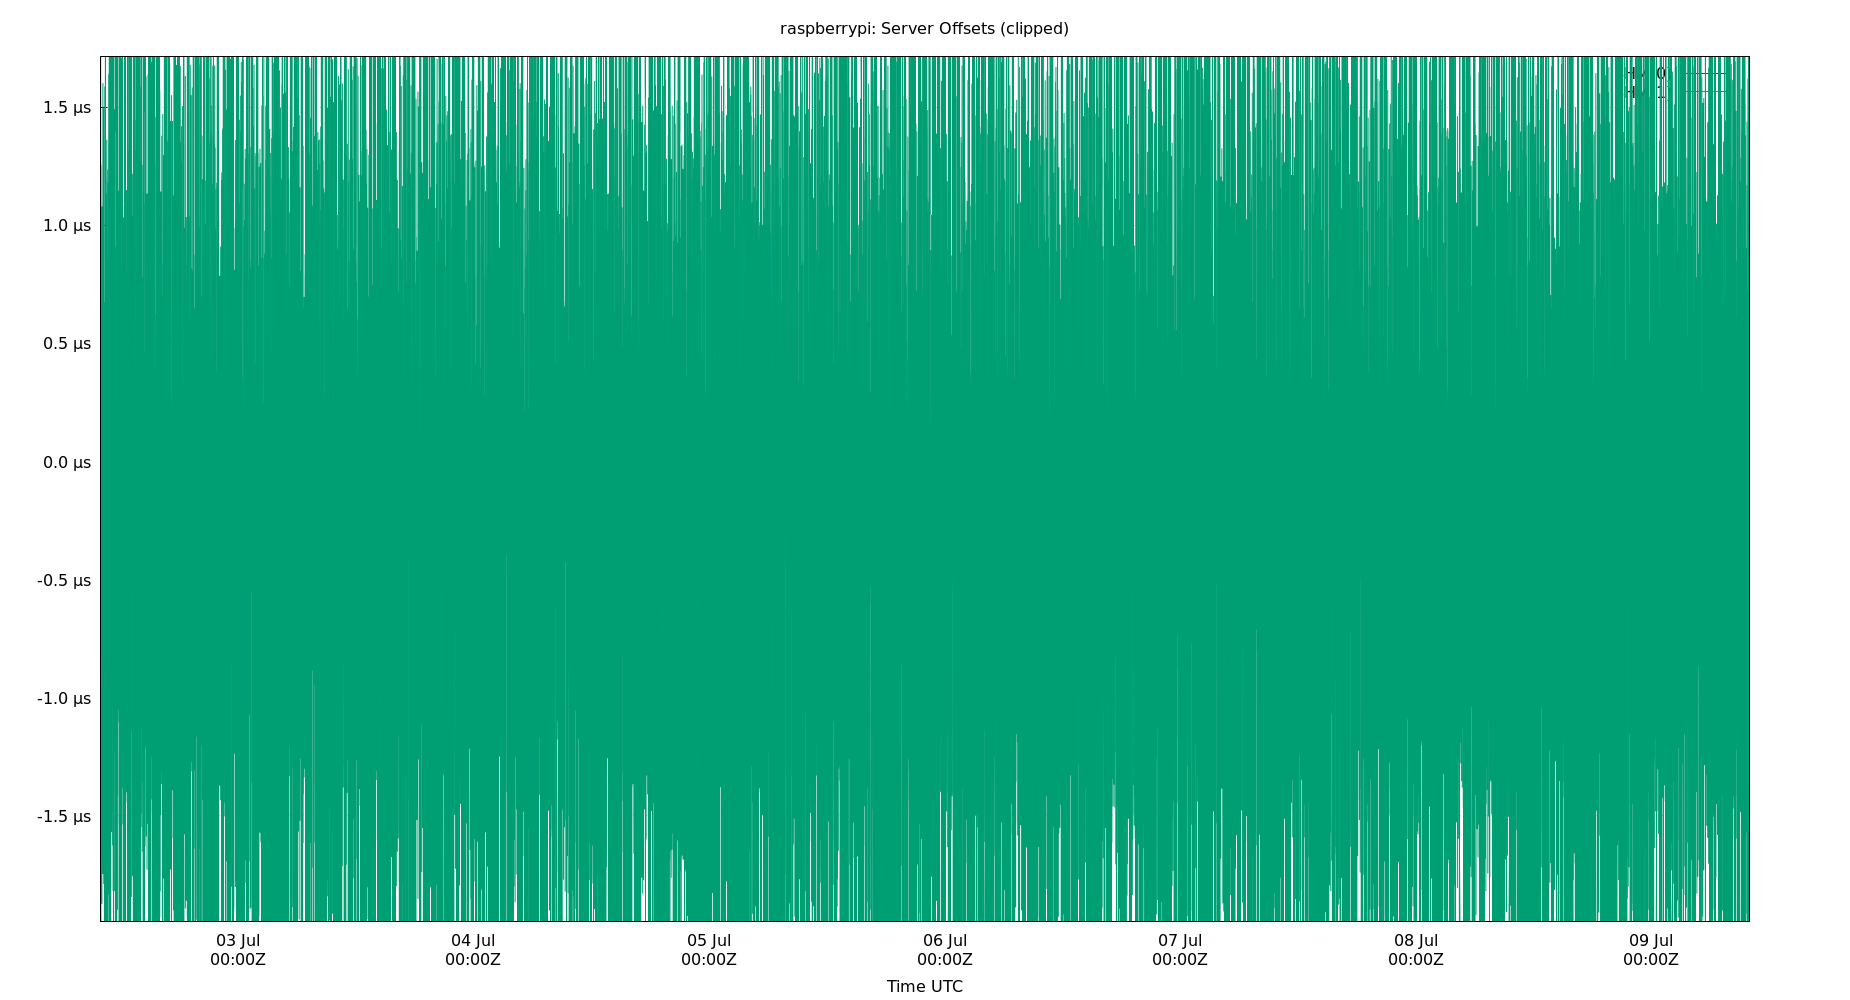 raspberrypi: Server Offsets (clipped)
1.5 µs
1.0 µs
0.5 µs
0.0 µs
-0.5 µs
-1.0 µs
-1.5 µs
03 Jul 04 Jul 05 Jul 06 Jul 07 Jul 08 Jul 09 Jul
00:00Z 00:00Z 00:00Z 00:00Z 00:00Z 00:00Z 00:00Z
Time UTC